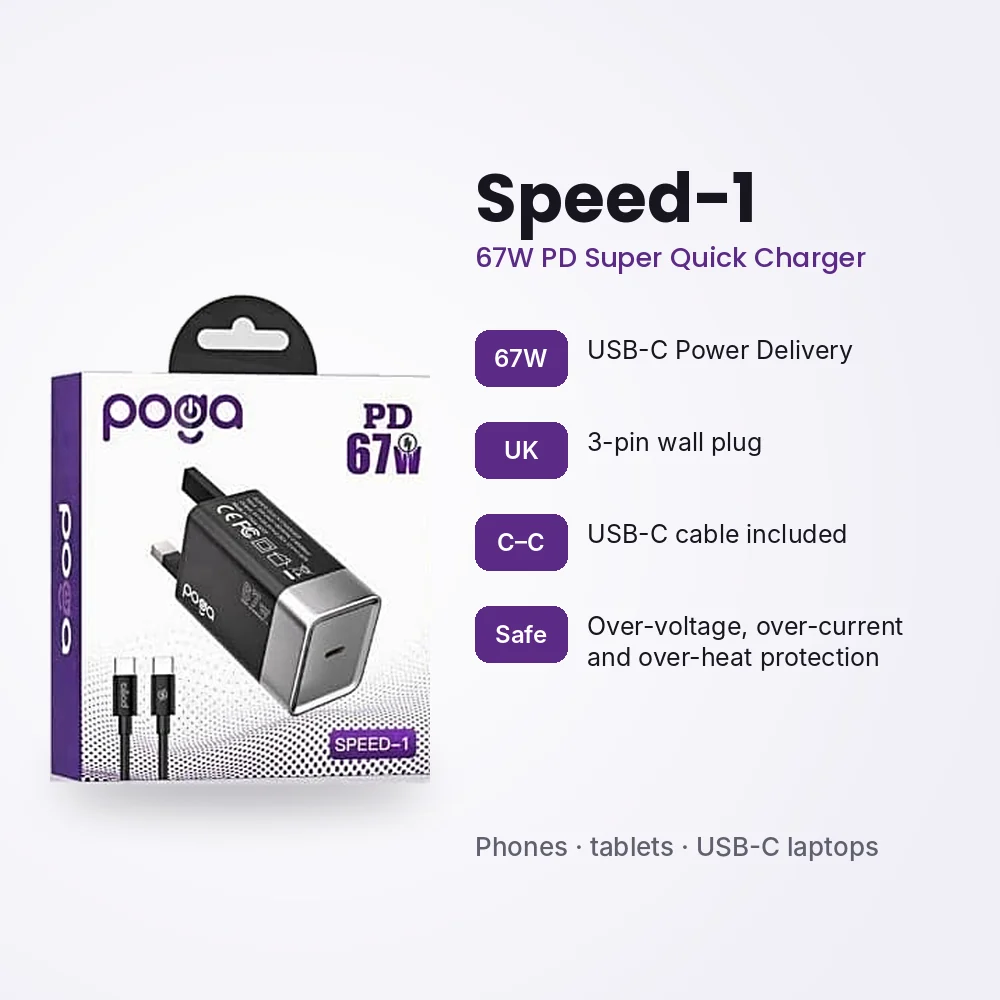 Speed-1
67W PD Super Quick Charger
67W
USB-C Power Delivery
UK
3-pin wall plug
C–C
USB-C cable included
Safe
Over-voltage, over-current
and over-heat protection
Phones · tablets · USB-C laptops
poga
PD
67W
poga
poga
SPEED-1